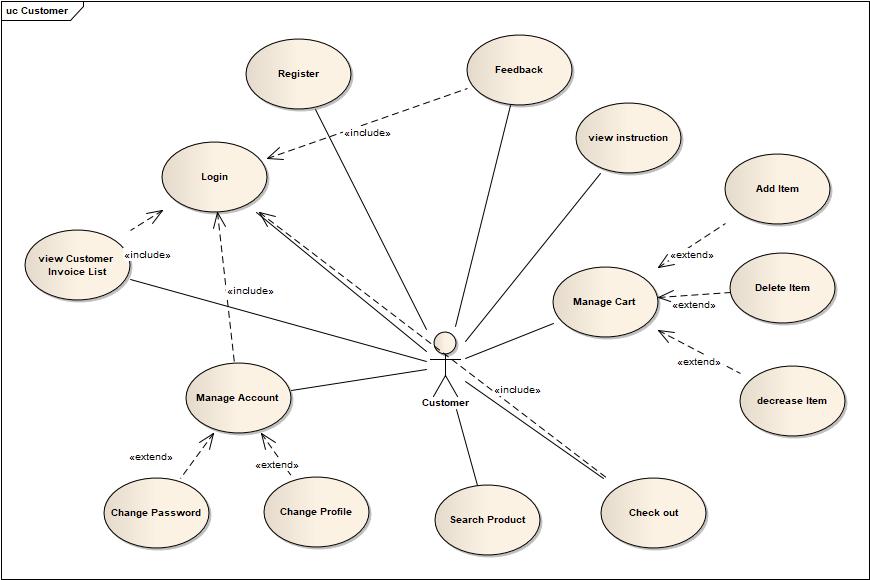 uc Customer
Register
Feedback
«include»
view instruction
Login
Add Item
view Customer
Invoice List
«include»
«extend»
Delete Item
Manage Cart
«include»
«extend»
«extend»
Manage Account
«include»
Customer
decrease Item
«extend»
«extend»
Change Password
Change Profile
Search Product
Check out